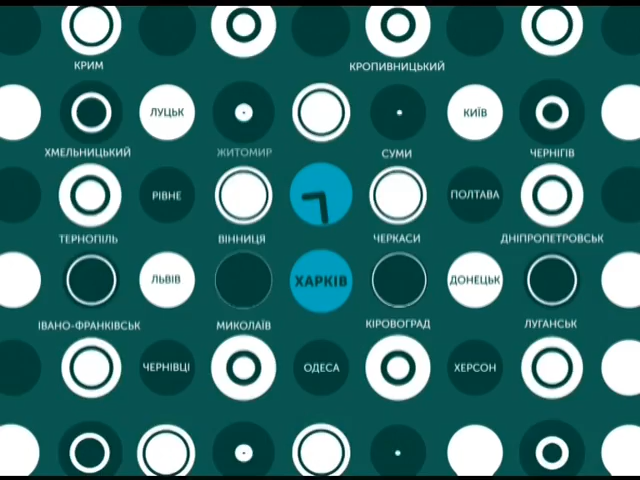 КРИМ
КРОПИВНИЦЬКИЙ
ЛУЦЬК
КИЇВ
ХМЕЛЬНИЦЬКИЙ
ЖИТОМИР
СУМИ
ЧЕРНІГІВ
РІВНЕ
ПОЛТАВА
ТЕРНОПІЛЬ
ВІННИЦЯ
ЧЕРКАСИ
ДНІПРОПЕТРОВСЬК
ЛЬВІВ
ХАРКІВ
ДОНЕЦЬК
ІВАНО-ФРАНКІВСЬК
МИКОЛАЇВ
КІРОВОГРАД
ЛУГАНСЬК
ЧЕРНІВЦІ
ОДЕСА
ХЕРСОН